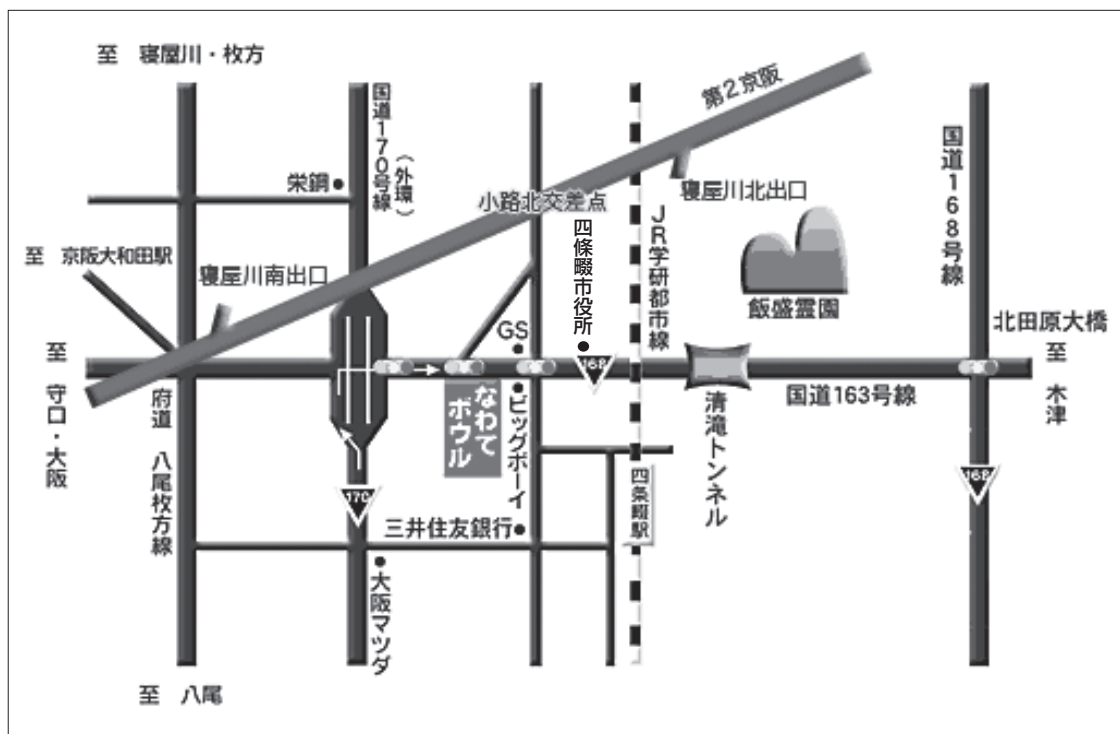 至　寝屋川・枚方
国道170号線
（外環）
第2京阪
国道168号線
栄鋼
寝屋川北出口
小路北交差点
四條畷市役所
JR学研都市線
至　京阪大和田駅
寝屋川南出口
飯盛霊園
北田原大橋
GS
168
至　守口・大阪
至　木津
国道163号線
なわて
ボウル
ビッグボーイ
清滝トンネル
府道　八尾枚方線
四条畷駅
168
170
三井住友銀行
大阪マツダ
至　八尾